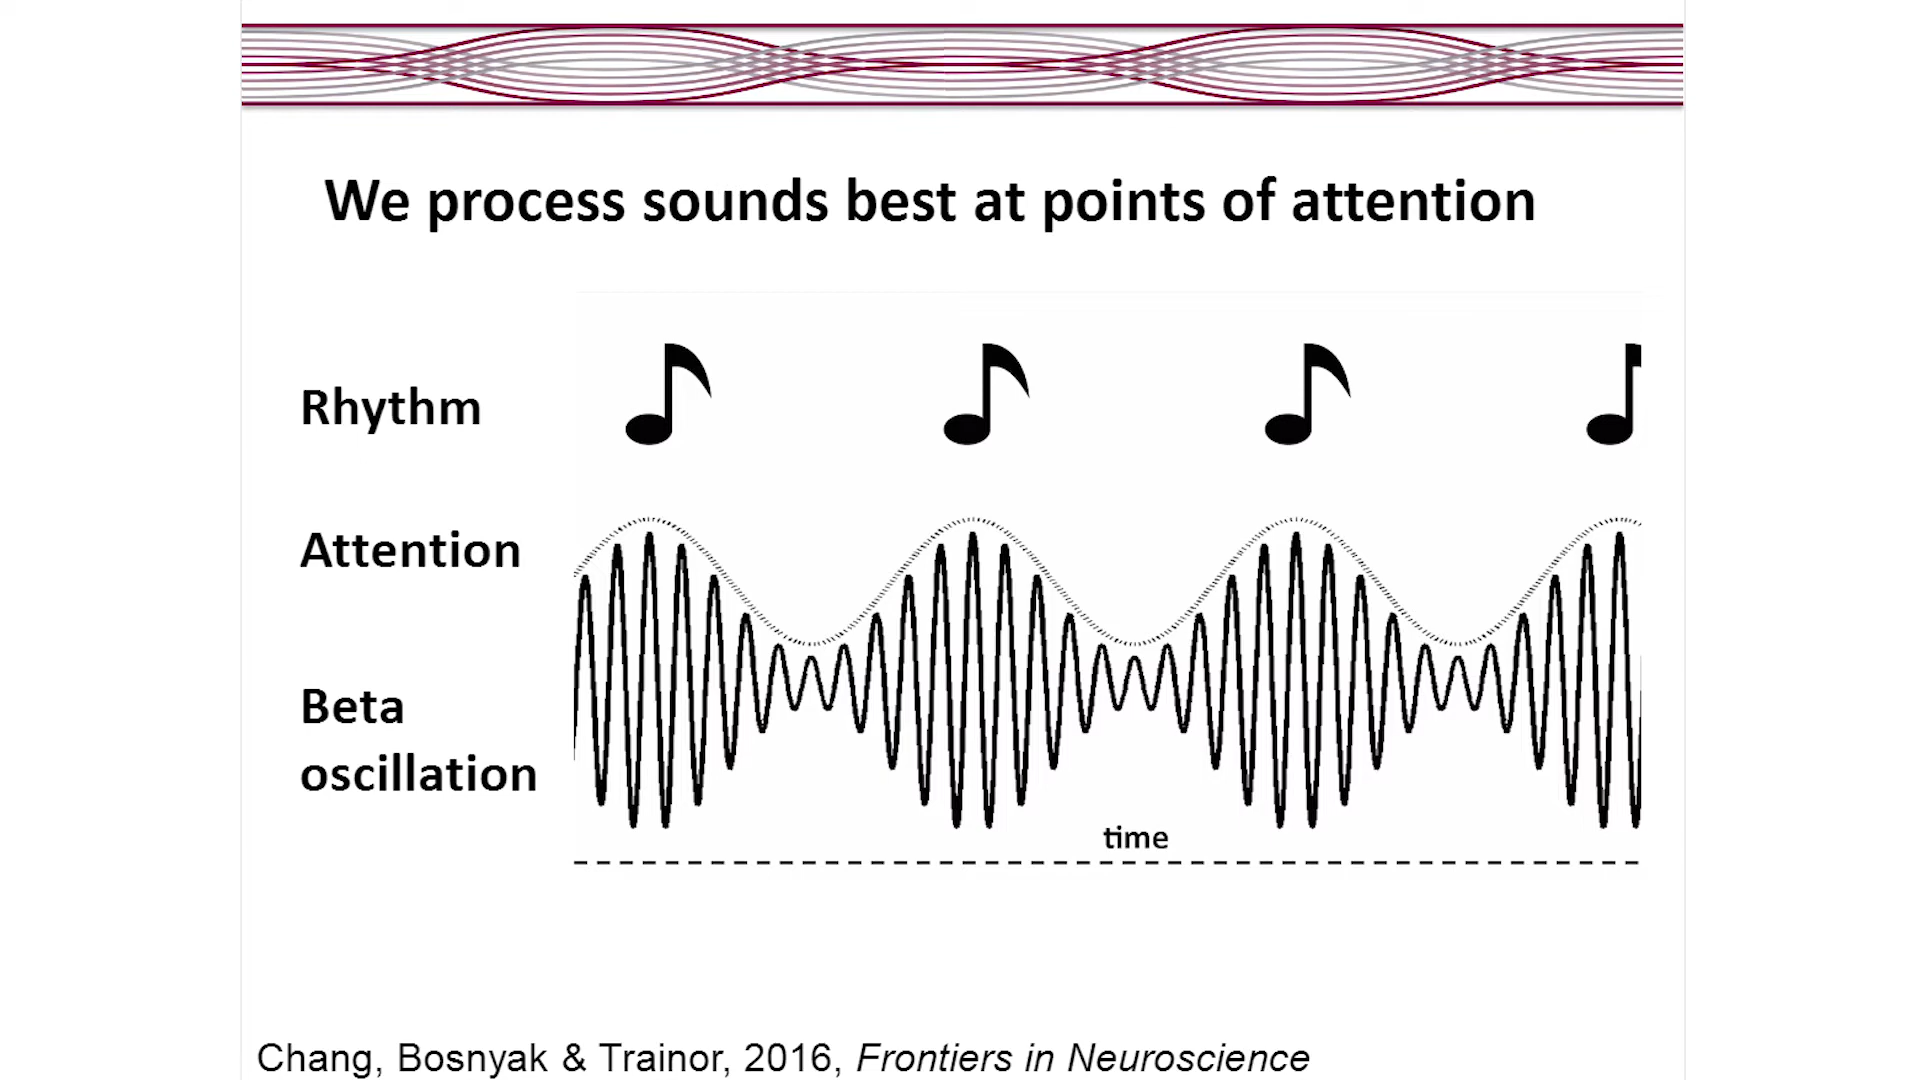 We process sounds best at points of attention
Rhythm
Attention
Beta
oscillation
time
Chang, Bosnyak & Trainor, 2016, Frontiers in Neuroscience